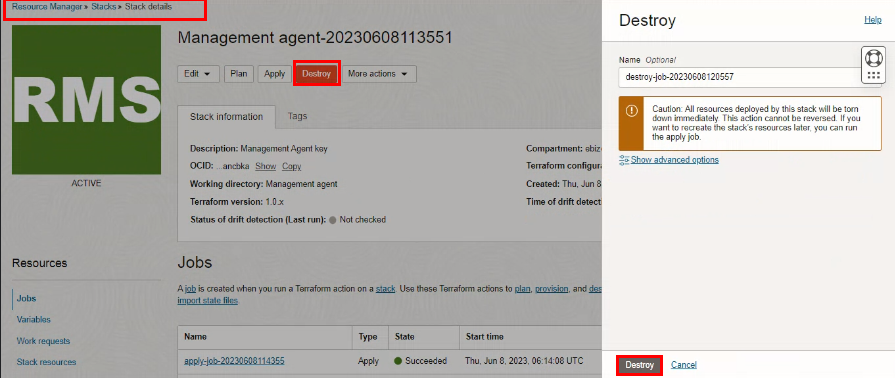 Resource Manager » Stacks » Stack details
RMS
ACTIVE
Management agent-20230608113551
Edit
Plan
Apply
Destroy
More actions
Stack information
Tags
Description: Management Agent key
OCID: ...ancbka Show Copy
Working directory: Management agent
Terraform version: 1.0.x
Status of drift detection (Last run): Not checked
Compartment: ebiz
Terraform configura
Created: Thu, Jun 8
Time of drift detect
Resources
Jobs
Variables
Work requests
Stack resources
Jobs
A job is created when you run a Terraform action on a stack. Use these Terraform actions to plan, provision, and des
import state files.
Name Type State Start time
apply-job-20230608114355 Apply Succeeded Thu, Jun 8, 2023, 06:14:08 UTC
Destroy
Help
Name Optional
destroy-job-20230608120557
Caution: All resources deployed by this stack will be torn
down immediately. This action cannot be reversed. If you
want to recreate the stack's resources later, you can run
the apply job.
Show advanced options
Destroy
Cancel